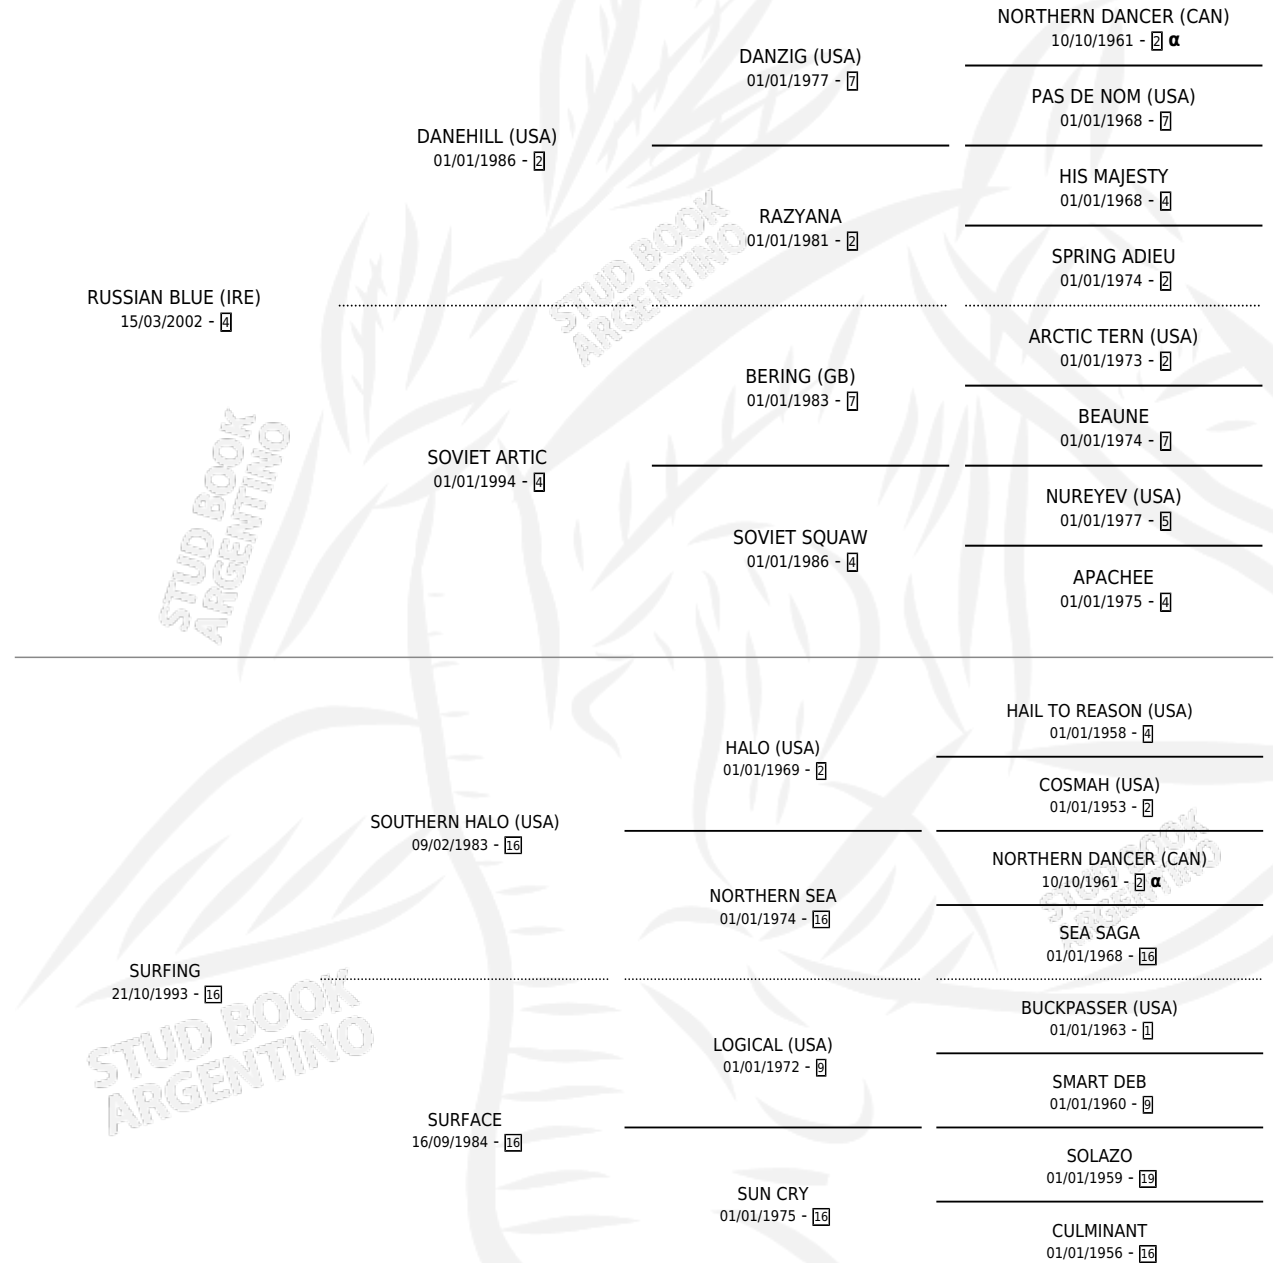 NORTHERN DANCER (CAN)
10/10/1961 - 2 α
DANZIG (USA)
01/01/1977 - 7
PAS DE NOM (USA)
01/01/1968 - 7
DANEHILL (USA)
01/01/1986 - 2
HIS MAJESTY
01/01/1968 - 4
RAZYANA
01/01/1981 - 2
SPRING ADIEU
01/01/1974 - 2
STUD BOOK
ARGENTINO
RUSSIAN BLUE (IRE)
15/03/2002 - 4
ARCTIC TERN (USA)
01/01/1973 - 2
BERING (GB)
01/01/1983 - 7
BEAUNE
01/01/1974 - 7
SOVIET ARTIC
01/01/1994 - 4
NUREYEV (USA)
01/01/1977 - 5
SOVIET SQUAW
01/01/1986 - 4
APACHEE
01/01/1975 - 4
STUD BOOK
ARGENTINO
HAIL TO REASON (USA)
01/01/1958 - 4
HALO (USA)
01/01/1969 - 2
COSMAH (USA)
01/01/1953 - 2
SOUTHERN HALO (USA)
09/02/1983 - 16
NORTHERN DANCER (CAN)
10/10/1961 - 2 α
NORTHERN SEA
01/01/1974 - 16
SEA SAGA
01/01/1968 - 16
STUD BOOK
ARGENTINO
SURFING
21/10/1993 - 16
BUCKPASSER (USA)
01/01/1963 - 1
LOGICAL (USA)
01/01/1972 - 9
SMART DEB
01/01/1960 - 9
STUD BOOK
ARGENTINO
SURFACE
16/09/1984 - 16
SOLAZO
01/01/1959 - 19
SUN CRY
01/01/1975 - 16
CULMINANT
01/01/1956 - 16